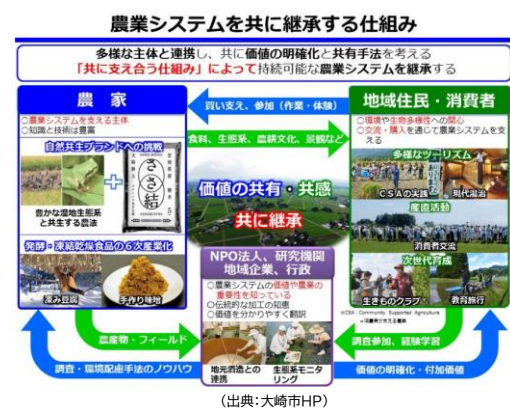 農業システムを共に継承する仕組み
多様な主体と連携し、共に価値の明確化と共有手法を考える
「共に支え合う仕組み」によって持続可能な農業システムを継承する
農 家
○農業システムを支える主体
○知識と技術は豊富
自然共生ブランドへの挑戦
ささ結
豊かな湿地生態系
と共生する農法
発酵・凍結乾燥食品の6次産業化
凍み豆腐
手作り味噌
買い支え、参加（作業・体験）
食料、生態系、農耕文化、景観など
価値の共有・共感
共に継承
NPO法人、研究機関
地域企業、行政
○農業システムの価値や農業の
重要性を知っている
○伝統的な加工の知恵
○価値を分かりやすく翻訳
地元酒造との
連携
生態系モニタ
リング
地域住民・消費者
○環境や生物多様性への関心
○交流・購入を通じて農業システムを支
える
多様なツーリズム
CSAの実践
現代湯治
産直活動
消費者交流
次世代育成
生きものクラブ
教育旅行
※CSA：Community Supported Agriculture
農産物・フィールド
調査参加、経験学習
調査・環境配慮手法のノウハウ
価値の明確化・付加価値
（出典：大崎市HP）